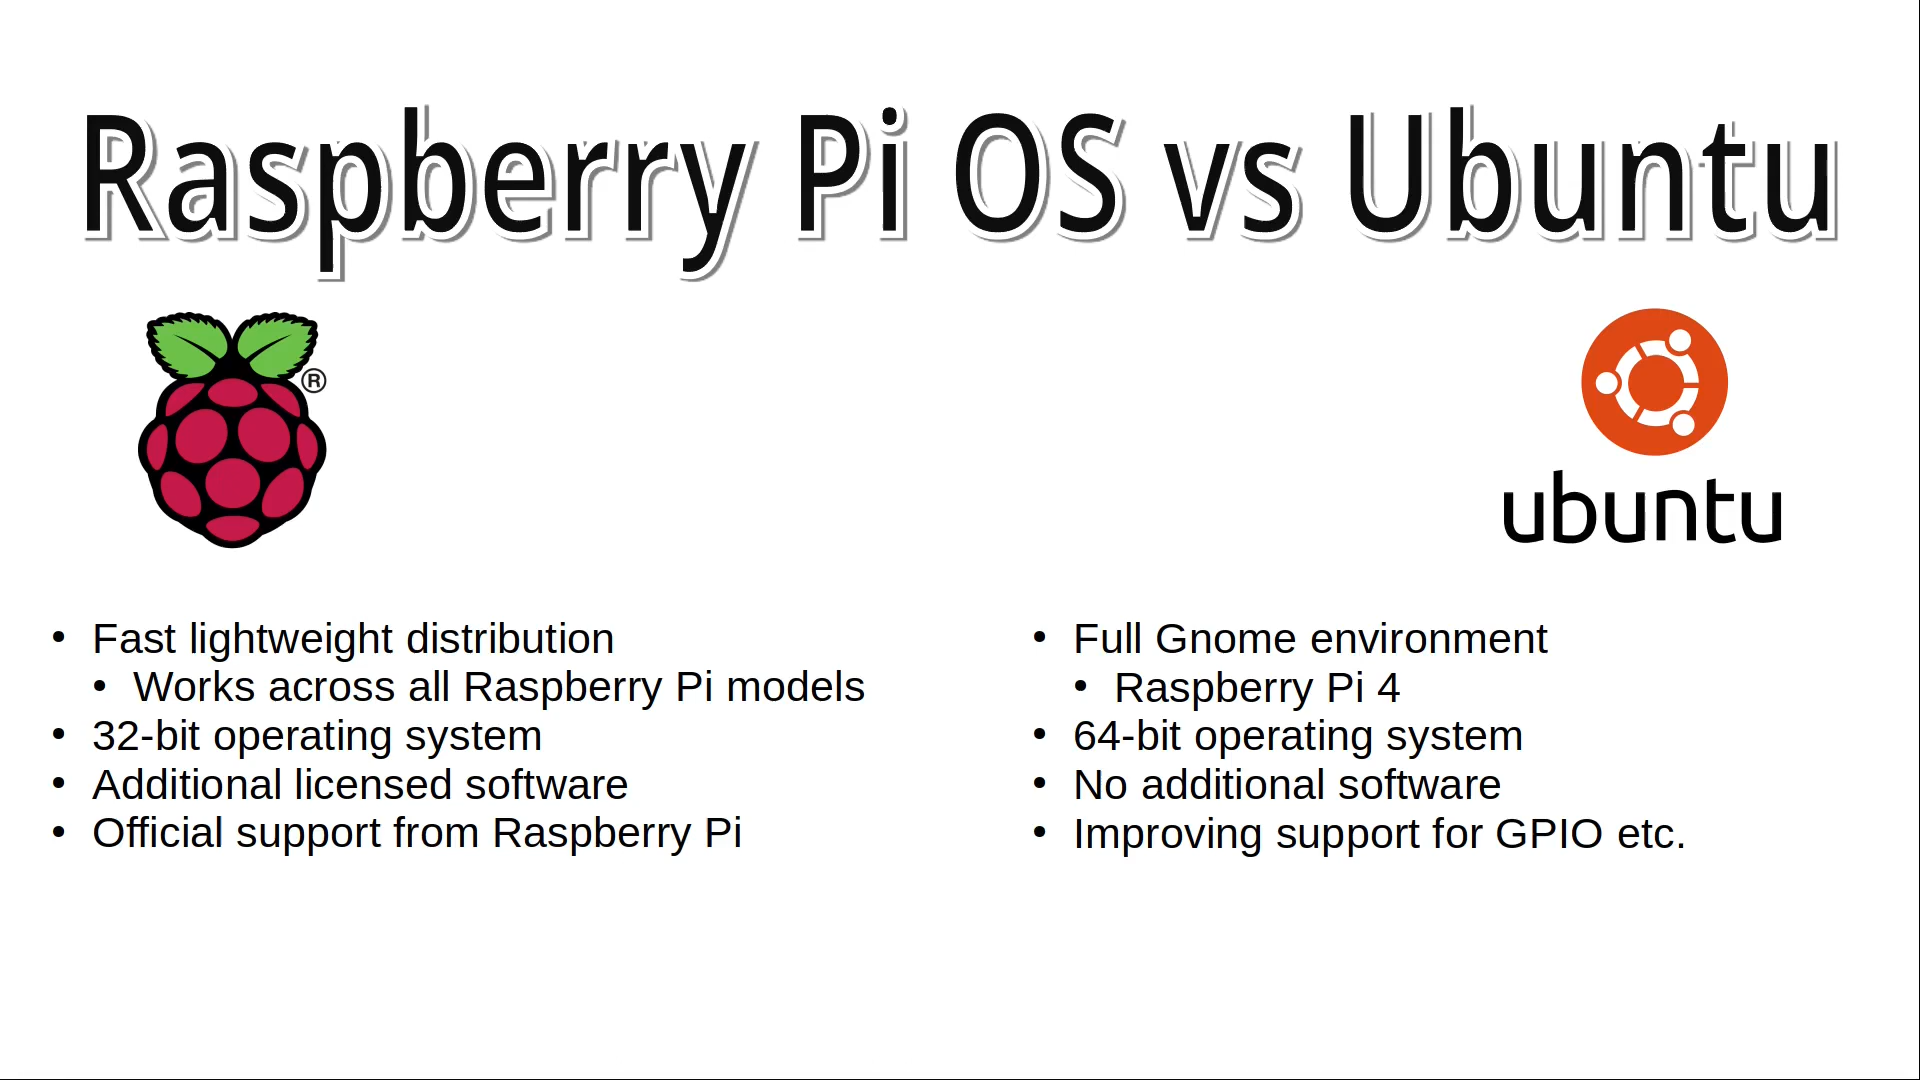 Raspberry Pi OS vs Ubuntu
®
ubuntu
• Fast lightweight distribution
• Works across all Raspberry Pi models
• 32-bit operating system
• Additional licensed software
• Official support from Raspberry Pi
• Full Gnome environment
• Raspberry Pi 4
• 64-bit operating system
• No additional software
• Improving support for GPIO etc.